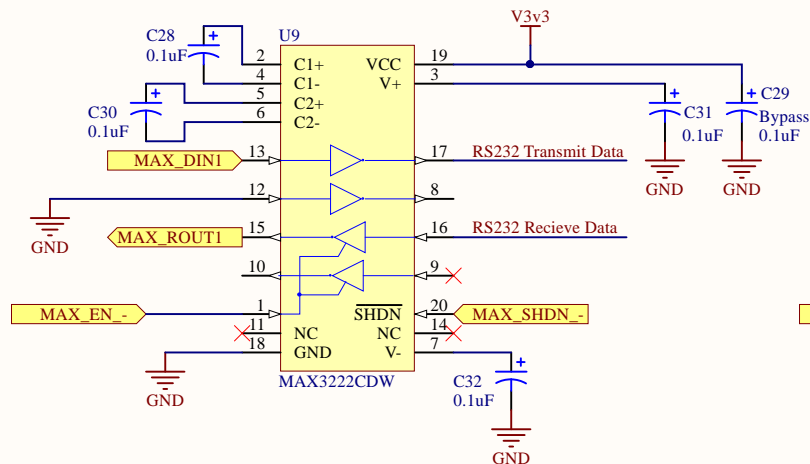 V3v3
C28
0.1uF
U9
2
C1+
VCC
19
4
C1-
V+
3
5
C2+
C30
0.1uF
6
C2-
C31
0.1uF
C29
Bypass
0.1uF
MAX_DIN1
13
17
RS232 Transmit Data
GND
GND
12
8
GND
MAX_ROUT1
15
16
RS232 Recieve Data
10
9
MAX_EN_-
1
SHDN
20
MAX_SHDN_-
11
NC
NC
14
18
GND
V-
7
MAX3222CDW
GND
C32
0.1uF
GND